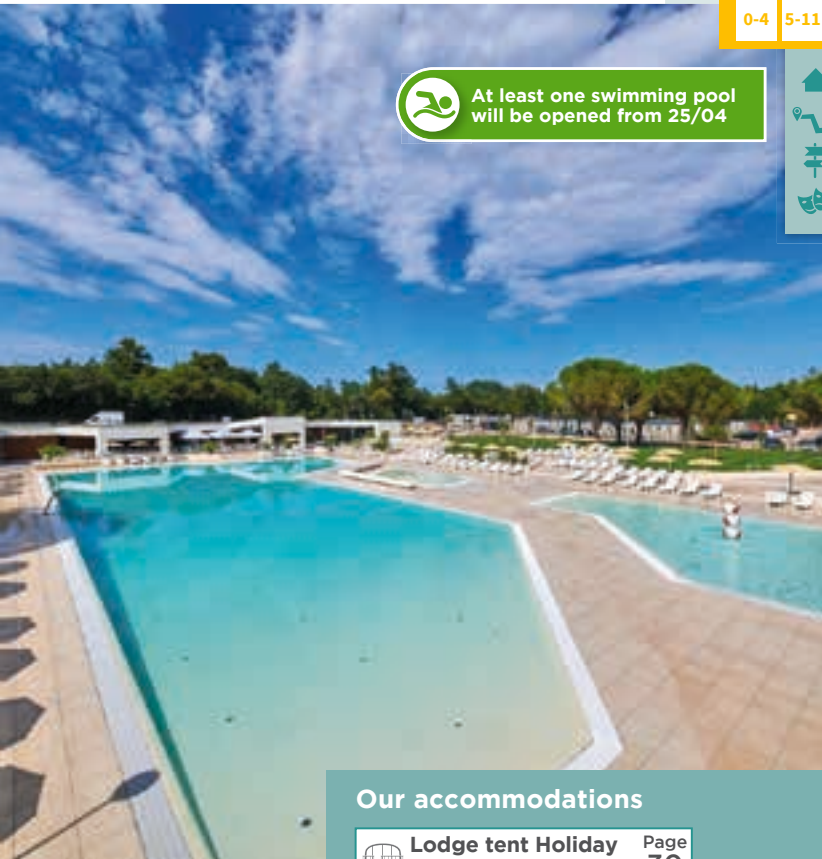 0-4 5-11
At least one swimming pool
will be opened from 25/04
Our accommodations
Lodge tent Holiday Page